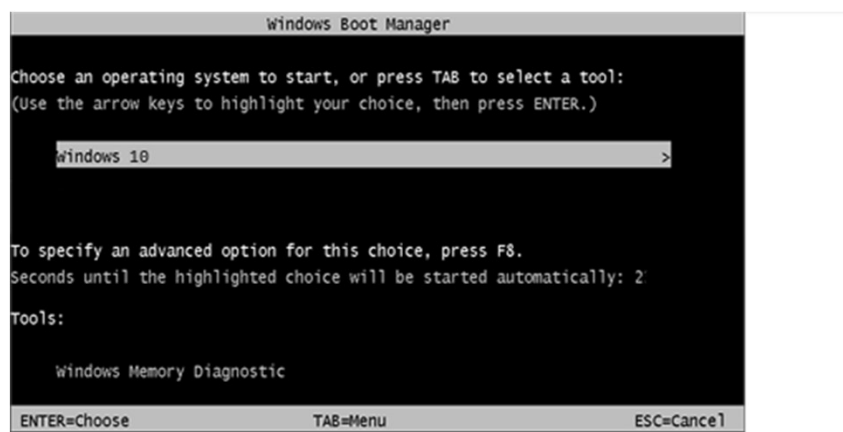 Windows Boot Manager
Choose an operating system to start, or press TAB to select a tool:
(Use the arrow keys to highlight your choice, then press ENTER.)
Windows 10 >
To specify an advanced option for this choice, press F8.
Seconds until the highlighted choice will be started automatically: 2
Tools:
Windows Memory Diagnostic
ENTER=Choose TAB=Menu ESC=Cancel